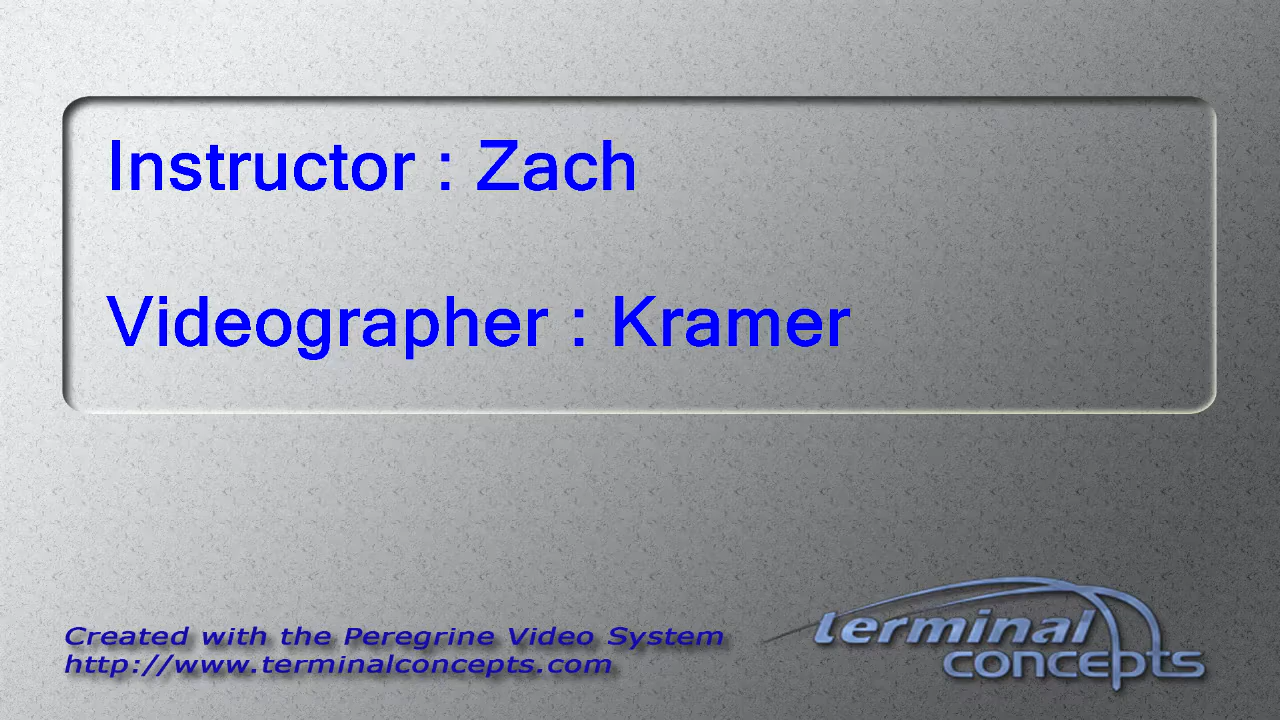 Instructor : Zach
Videographer : Kramer
Created with the Peregrine Video System
http://www.terminalconcepts.com
terminal
concepts